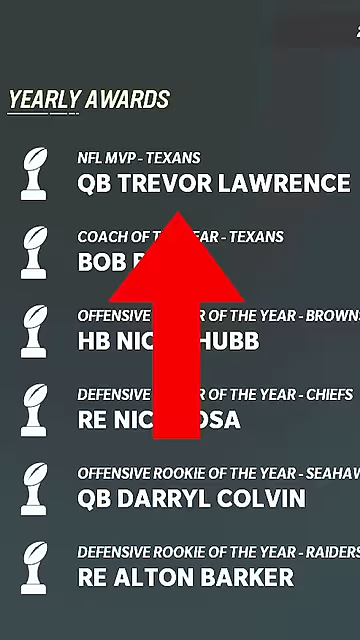 YEARLY AWARDS
NFL MVP - TEXANS
QB TREVOR LAWRENCE
COACH OF - TEXANS
BOB
OFFENSIVE OF THE YEAR - BROWNS
HB HUBB
DEFENSIVE OF THE YEAR - CHIEFS
RE
OFFENSIVE ROOKIE OF THE YEAR - SEAHAW
QB DARRYL COLVIN
DEFENSIVE ROOKIE OF THE YEAR - RAIDERS
RE ALTON BARKER